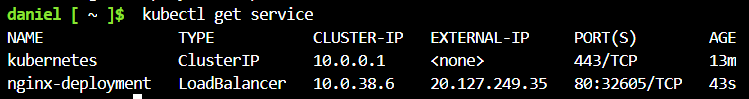 daniel [ ~ ]$ kubectl get service
NAME TYPE CLUSTER-IP EXTERNAL-IP PORT(S) AGE
kubernetes ClusterIP 10.0.0.1 <none> 443/TCP 13m
nginx-deployment LoadBalancer 10.0.38.6 20.127.249.35 80:32605/TCP 43s